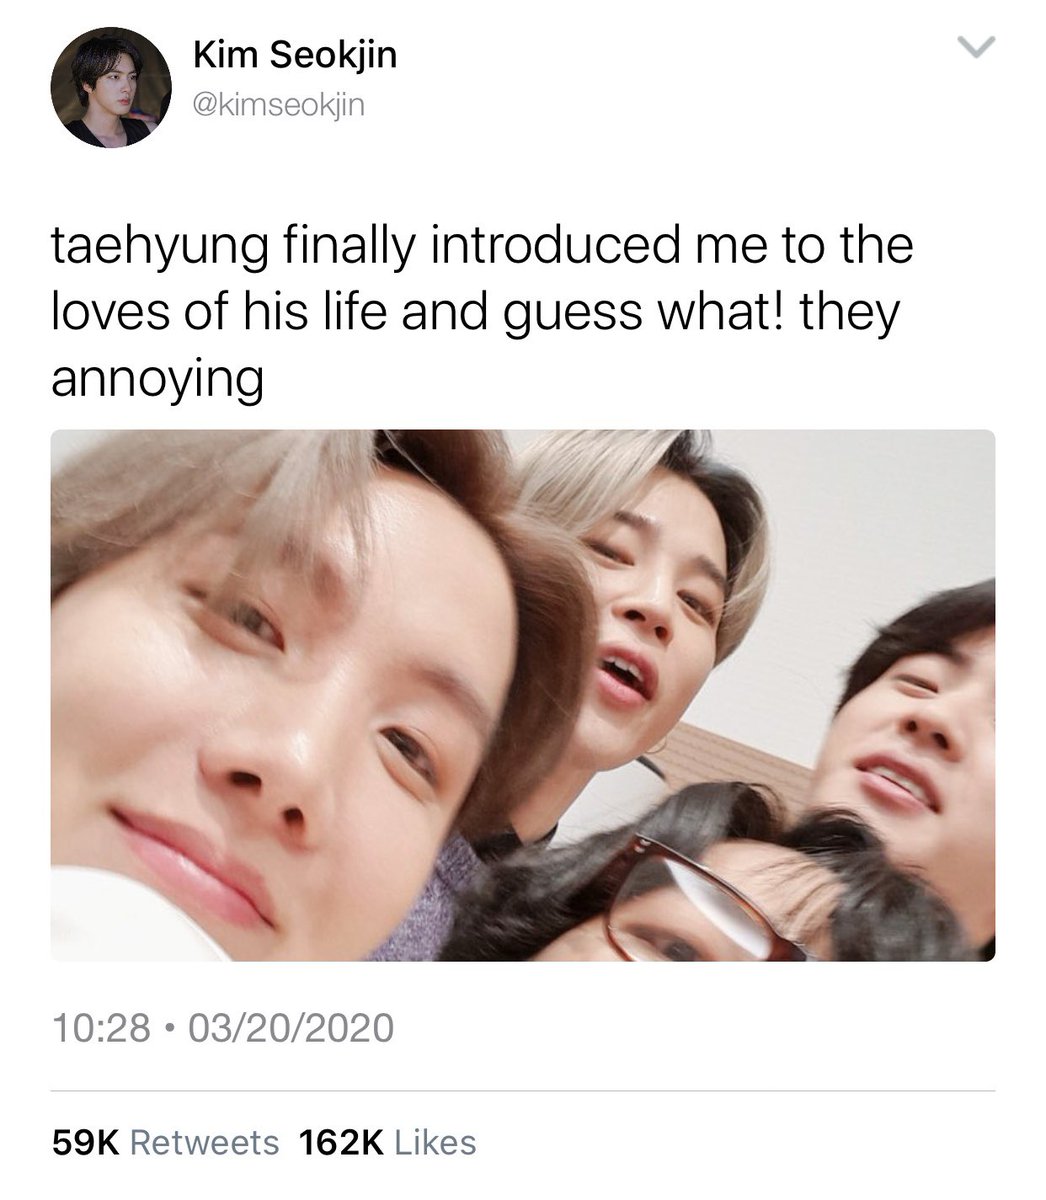 Kim Seokjin
@kimseokjin
taehyung finally introduced me to the
loves of his life and guess what! they
annoying
10:28 • 03/20/2020
59K Retweets 162K Likes